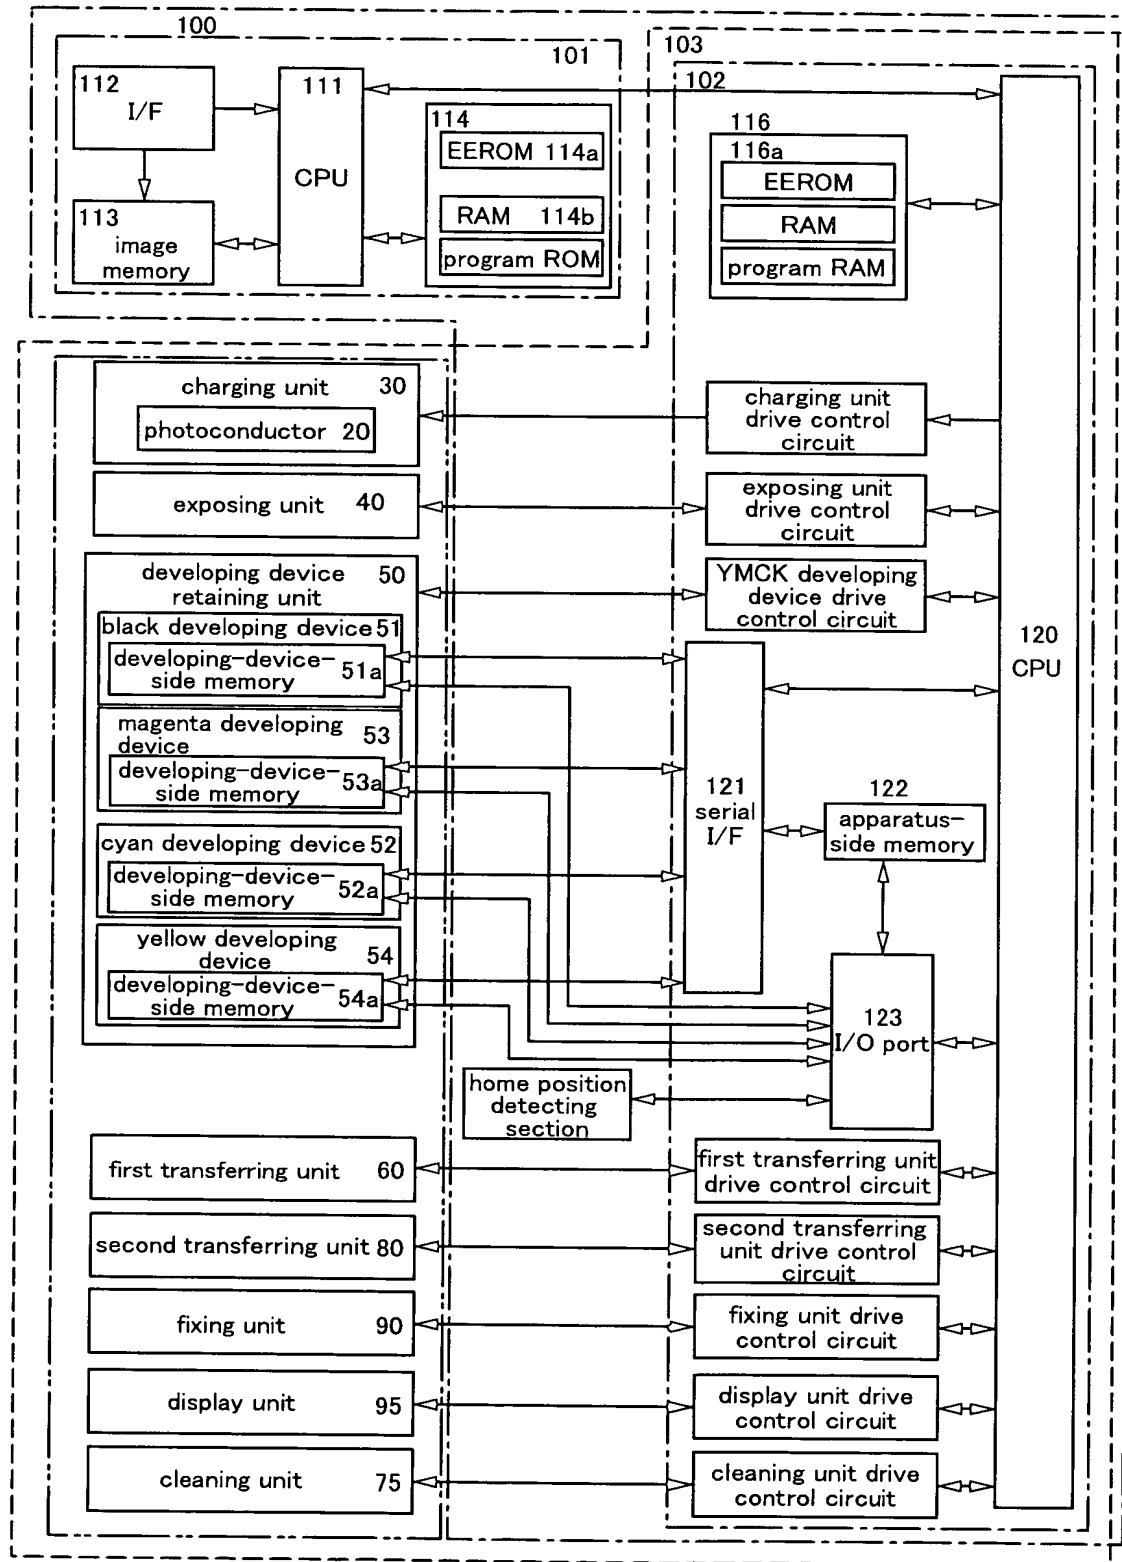 100
101
103
112
I/F
111
CPU
113
image
memory
114
EEROM 114a
RAM 114b
program ROM
102
116
116a
EEROM
RAM
program RAM
120
CPU
charging unit 30
photoconductor 20
charging unit
drive control
circuit
exposing unit 40
exposing unit
drive control
circuit
developing device 50
retaining unit
YMCK developing
device drive
control circuit
black developing device 51
developing-device-
side memory 51a
magenta developing
device 53
developing-device-
side memory 53a
cyan developing device 52
developing-device-
side memory 52a
yellow developing
device 54
developing-device-
side memory 54a
121
serial
I/F
122
apparatus-
side memory
123
I/O port
home position
detecting
section
first transferring unit 60
first transferring unit
drive control circuit
second transferring unit 80
second transferring
unit drive control
circuit
fixing unit 90
fixing unit drive
control circuit
display unit 95
display unit drive
control circuit
cleaning unit 75
cleaning unit drive
control circuit